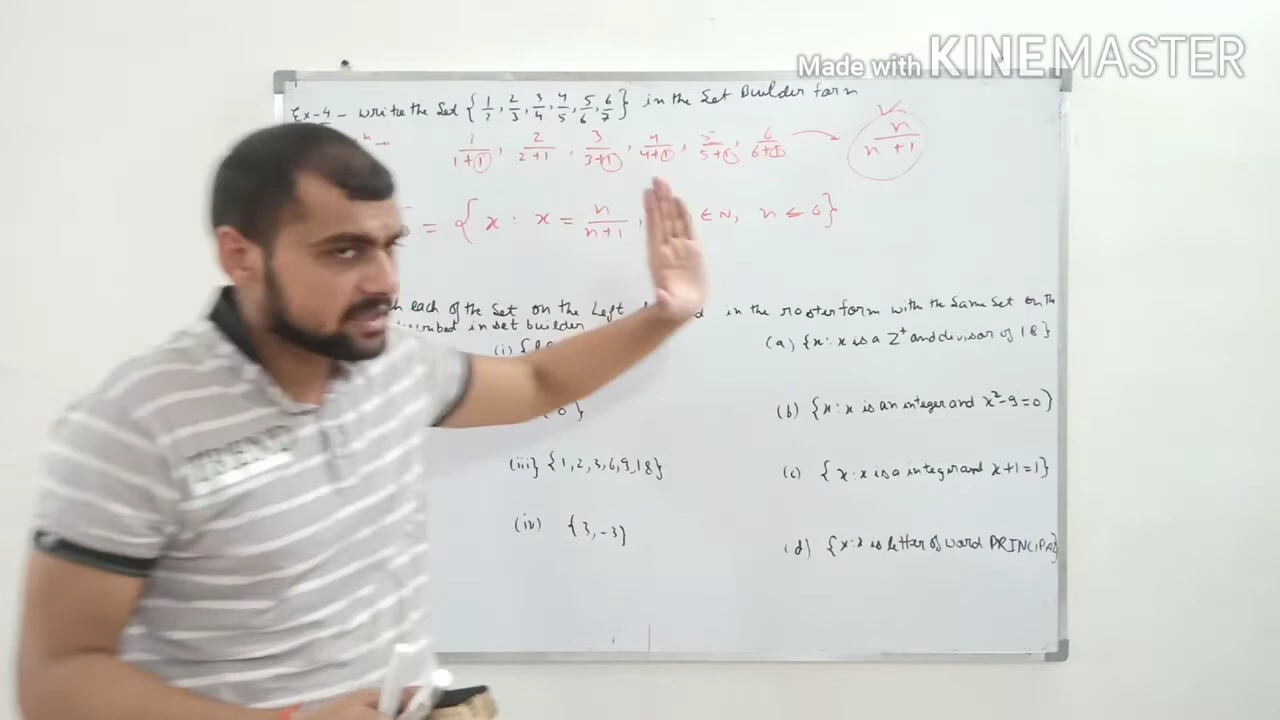 Made with KINEMASTER
Ex-4 - write the Set {1/2, 2/3, 3/4, 4/5, 5/6, 6/7} in the Set Builder form
1/1+1, 2/2+1, 3/3+1, 4/4+1, 5/5+1, 6/6+1 → n/n+1
= {x : x = n/n+1, ∈ N, n ≤ 6}
each of the Set on the Left in the roster form with the Same Set on the
in set builder
(i) {
(a) {x: x is a Z⁺ and divisor of 18}
0}
(b) {x: x is an integer and x²-9=0}
(iii) {1,2,3,6,9,18}
(c) {x: x is a integer and x+1=1}
(iv) {3,-3}
(d) {x: x is letter of word PRINCIPAL}
TREND